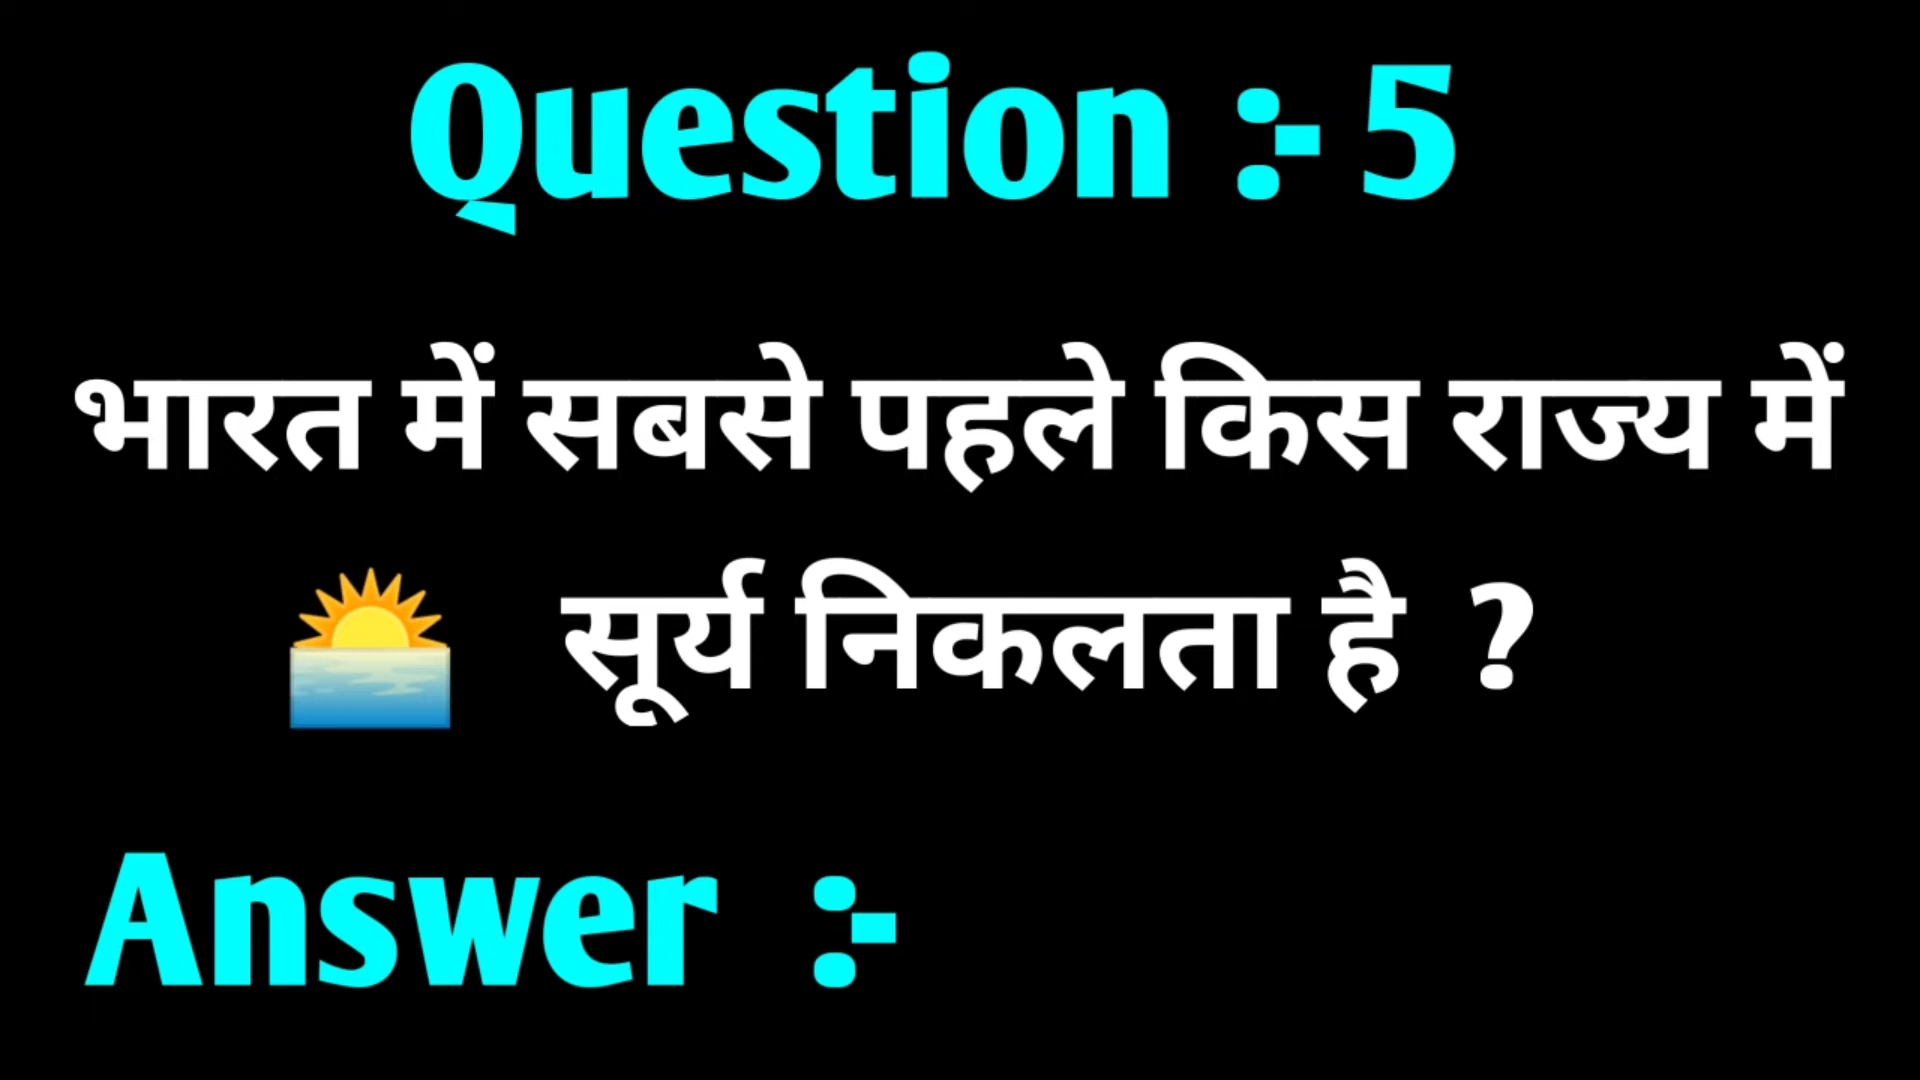 Question :- 5
भारत में सबसे पहले किस राज्य में
🌅 सूर्य निकलता है ?
Answer :-